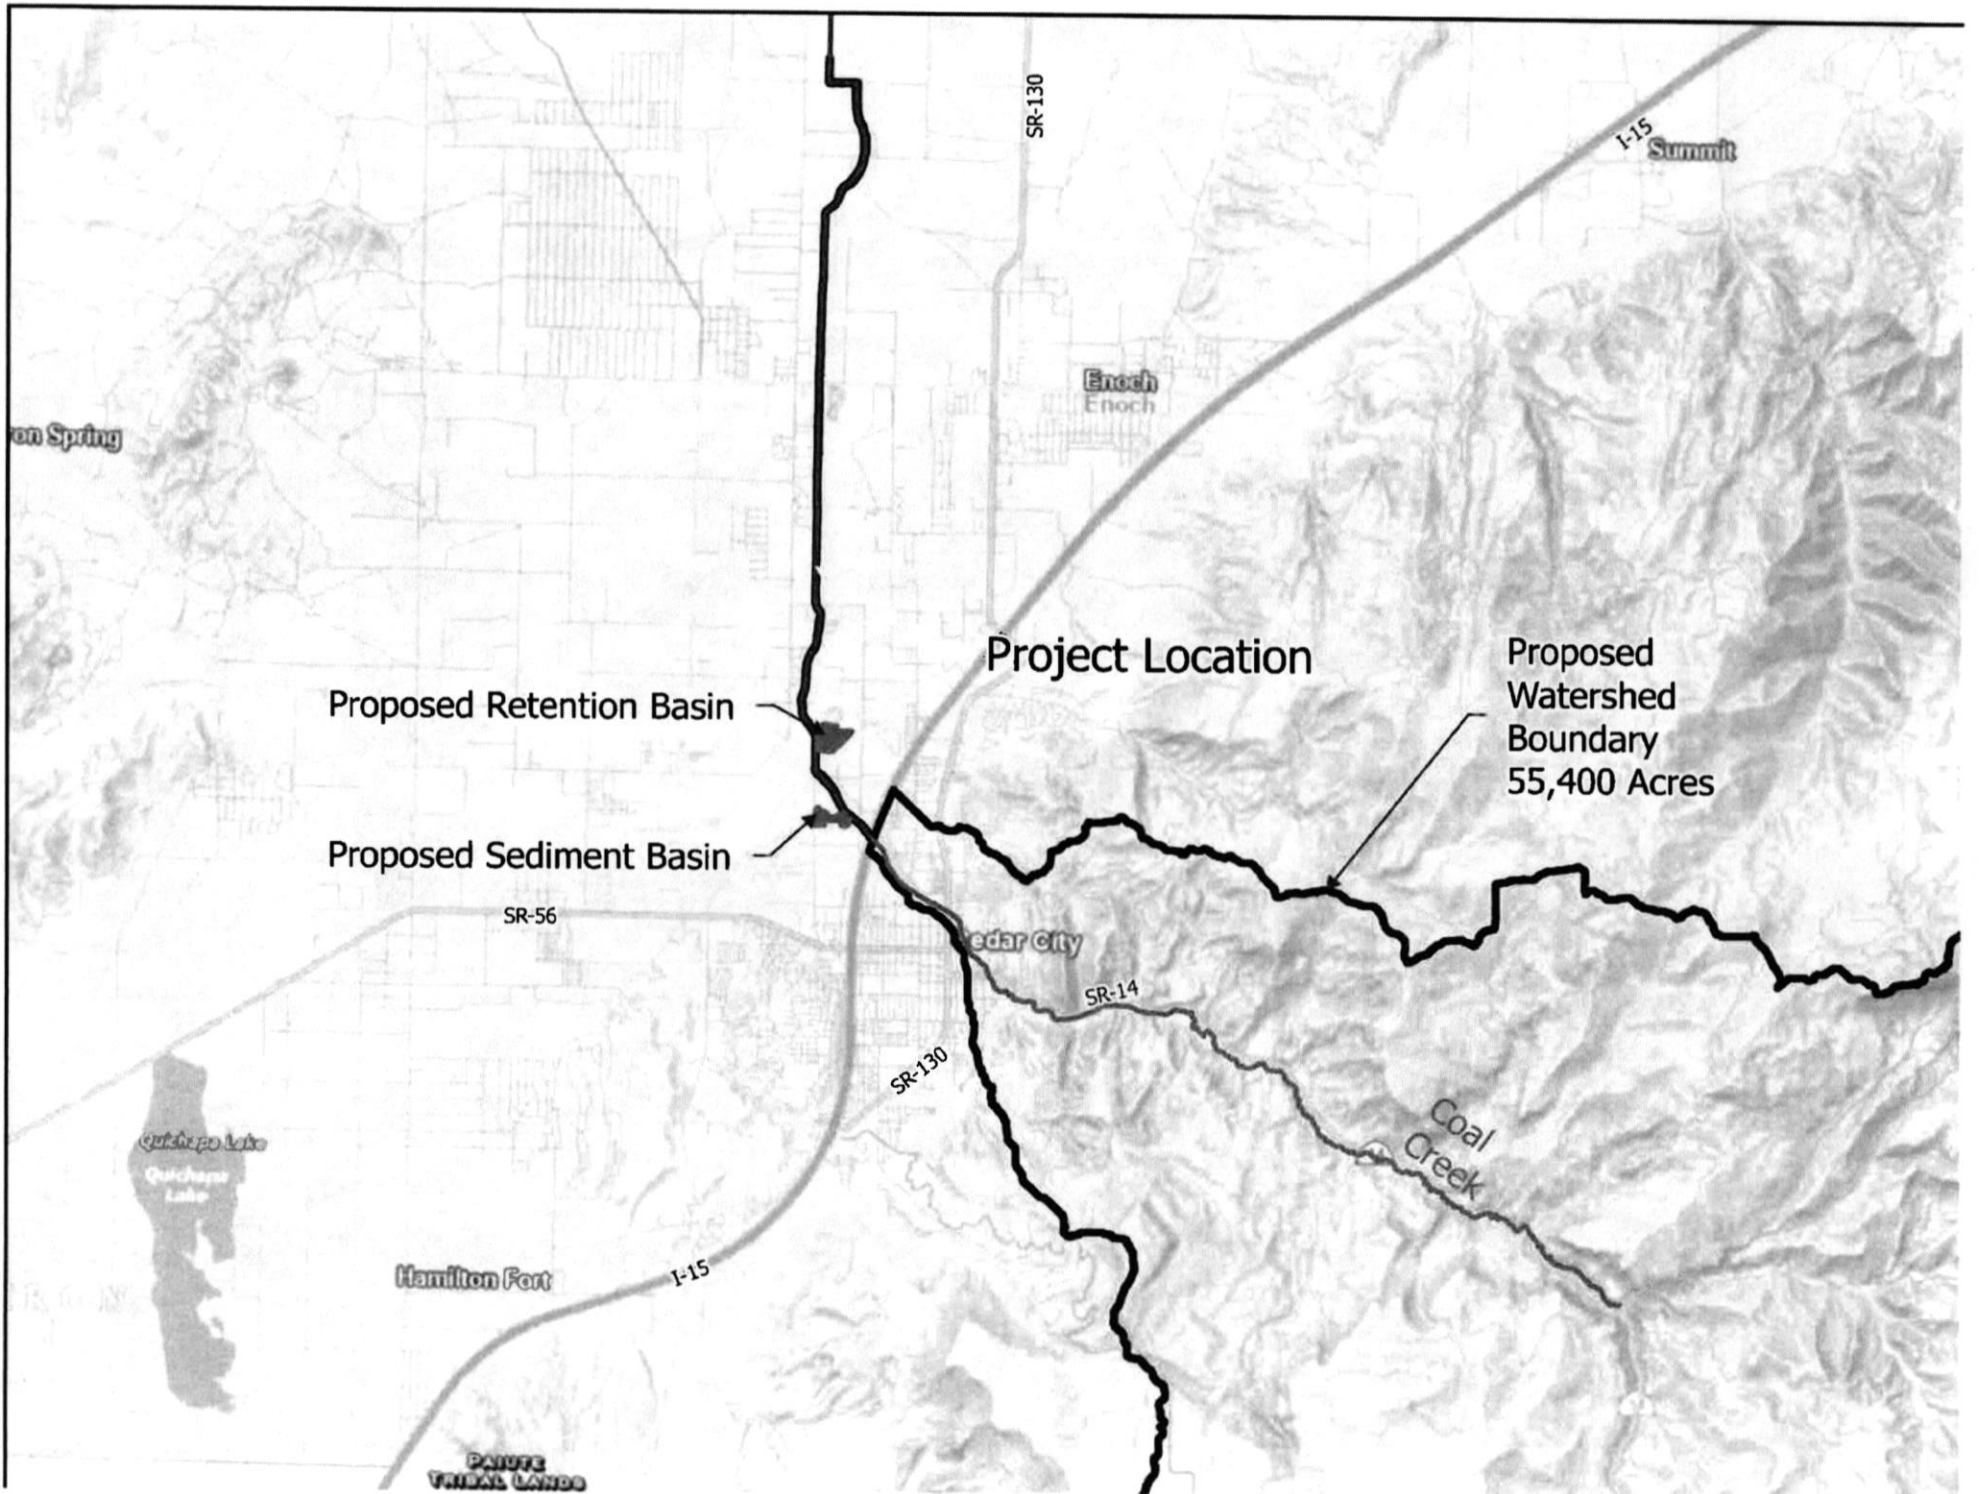 SR-130
I-15
Summit
Enoch
Enoch
on Spring
Project Location
Proposed
Watershed
Boundary
55,400 Acres
Proposed Retention Basin
Proposed Sediment Basin
SR-56
edar City
SR-14
SR-130
Coal
Creek
Quichapa Lake
Quichapa
Lake
Hamilton Fort
I-15
PAIUTE
TRIBAL LANDS